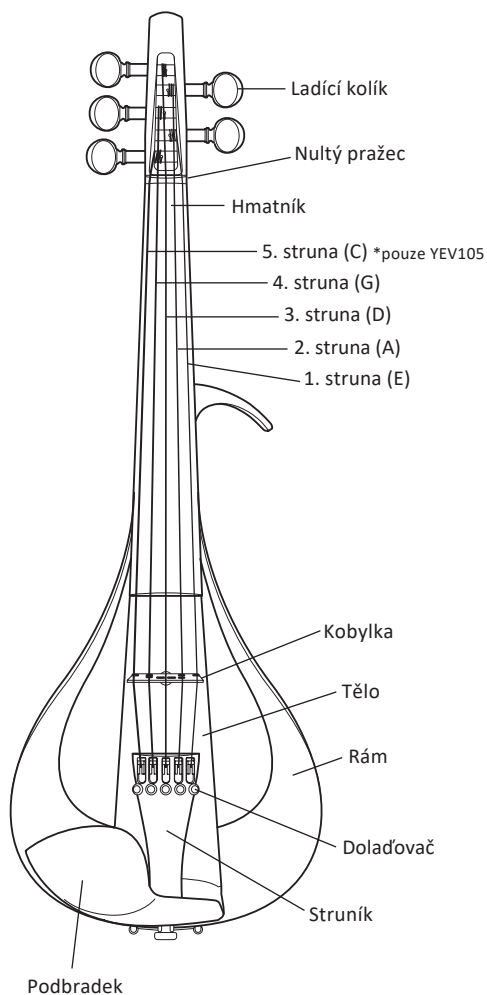 Ladící kolík
Nultý pražec
Hmatník
5. struna (C) *pouze YEV105
4. struna (G)
3. struna (D)
2. struna (A)
1. struna (E)
Kobylka
Tělo
Rám
Dolaďovač
Struník
Podbradek